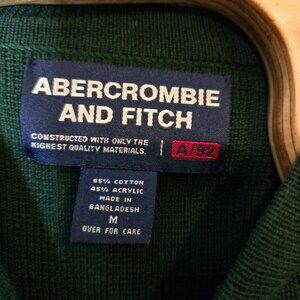 ABERCROMBIE
AND FITCH
CONSTRUCTED WITH ONLY THE
HIGHEST QUALITY MATERIALS.
A/92
55% COTTON
45% ACRYLIC
MADE IN
BANGLADESH
M
OVER FOR CARE